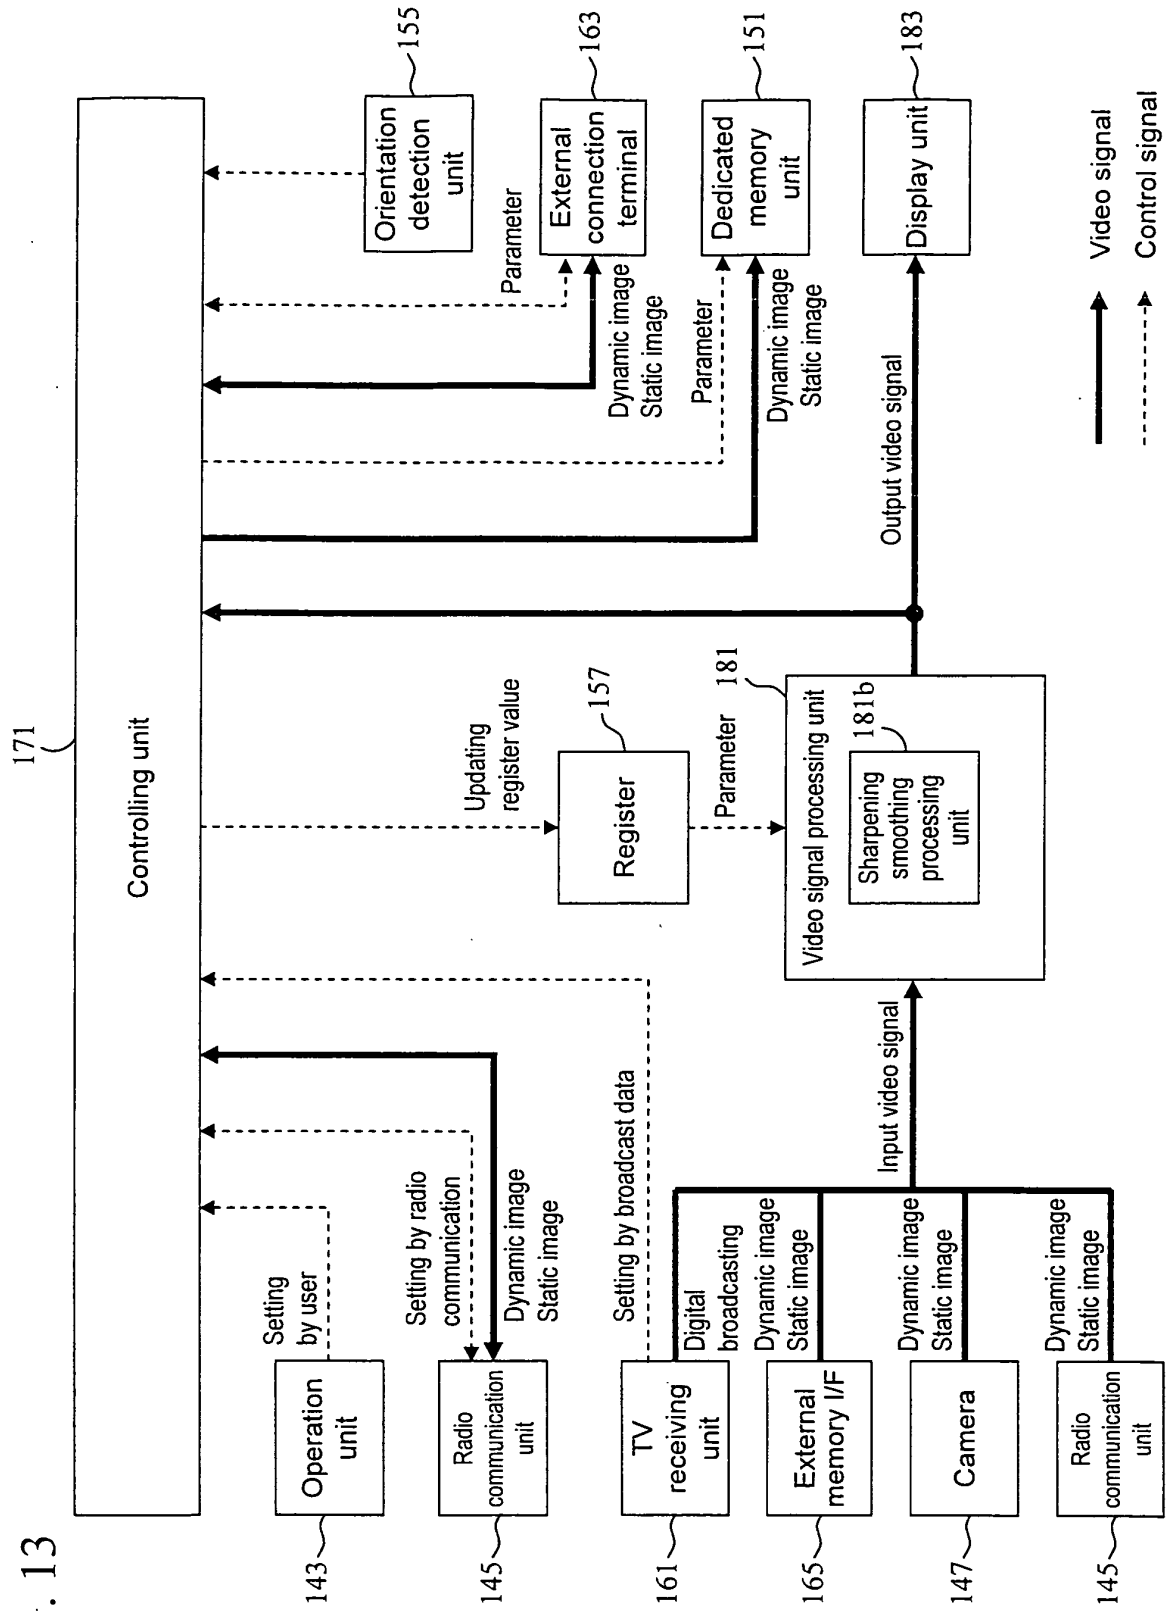 . 13
171
Controlling unit
Setting
by user
Operation
unit
143
Setting by radio
communication
Dynamic image
Static image
Radio
communication
unit
145
Setting by broadcast data
TV
receiving
unit
161
Digital
broadcasting
External
memory I/F
165
Dynamic image
Static image
Camera
147
Dynamic image
Static image
Radio
communication
unit
145
Dynamic image
Static image
Input video signal
Updating
register value
Register
157
Parameter
181
Video signal processing unit
181b
Sharpening
smoothing
processing
unit
Output video signal
Orientation
detection
unit
155
Parameter
External
connection
terminal
163
Dynamic image
Static image
Parameter
Dedicated
memory
unit
151
Dynamic image
Static image
Display unit
183
Video signal
Control signal